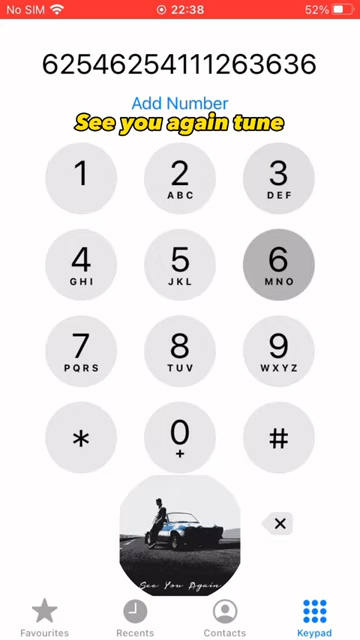 No SIM 22:38 52%
62546254111263636
Add Number
See you again tune
1 2 3
ABC DEF
4 5 6
GHI JKL MNO
7 8 9
PQRS TUV WXYZ
* 0 #
+
See You Again
Favourites Recents Contacts Keypad